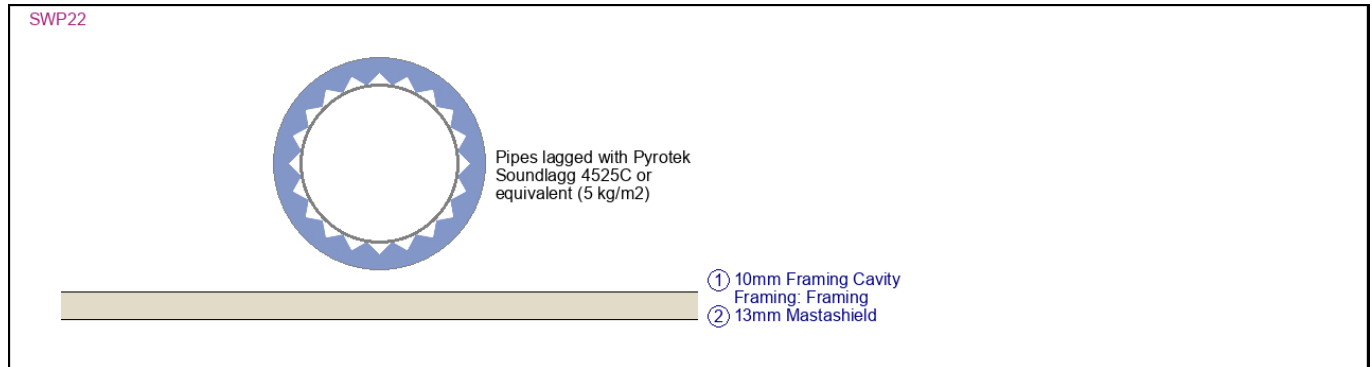 SWP22
Pipes lagged with Pyrotek
Soundlagg 4525C or
equivalent (5 kg/m2)
1 10mm Framing Cavity
Framing: Framing
2 13mm Mastashield